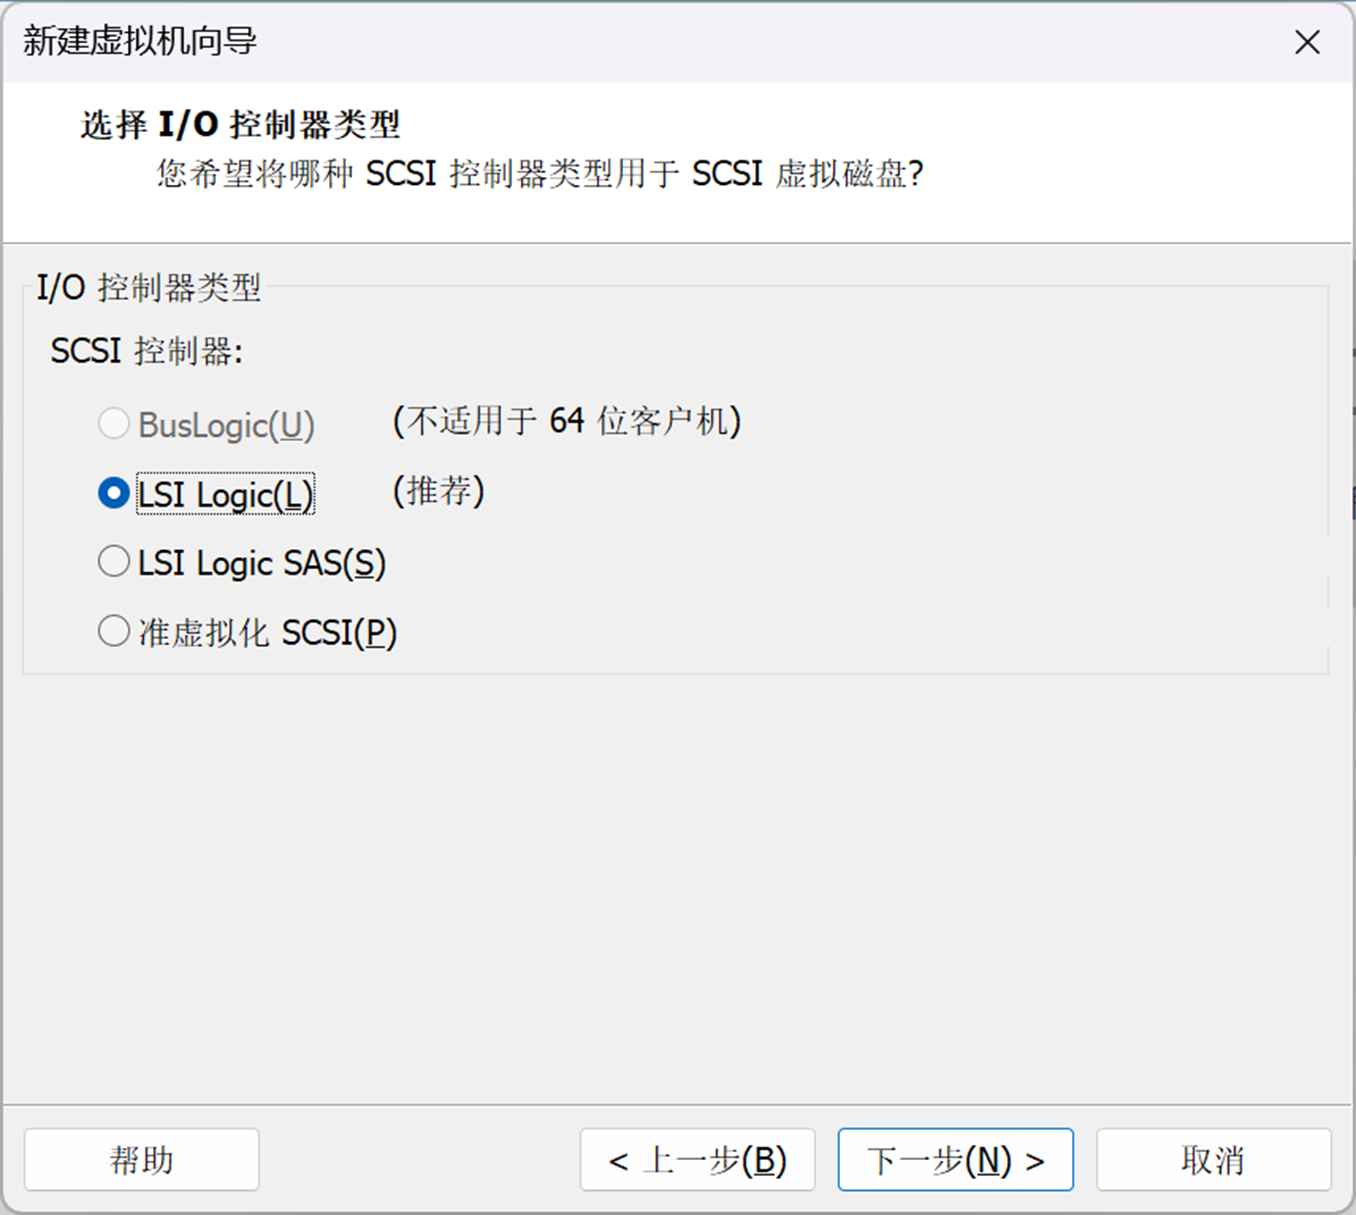 新建虚拟机向导
选择 I/O 控制器类型
您希望将哪种 SCSI 控制器类型用于 SCSI 虚拟磁盘?
I/O 控制器类型
SCSI 控制器:
BusLogic(U) (不适用于 64 位客户机)
LSI Logic(L) (推荐)
LSI Logic SAS(S)
准虚拟化 SCSI(P)
帮助 < 上一步(B) 下一步(N) > 取消